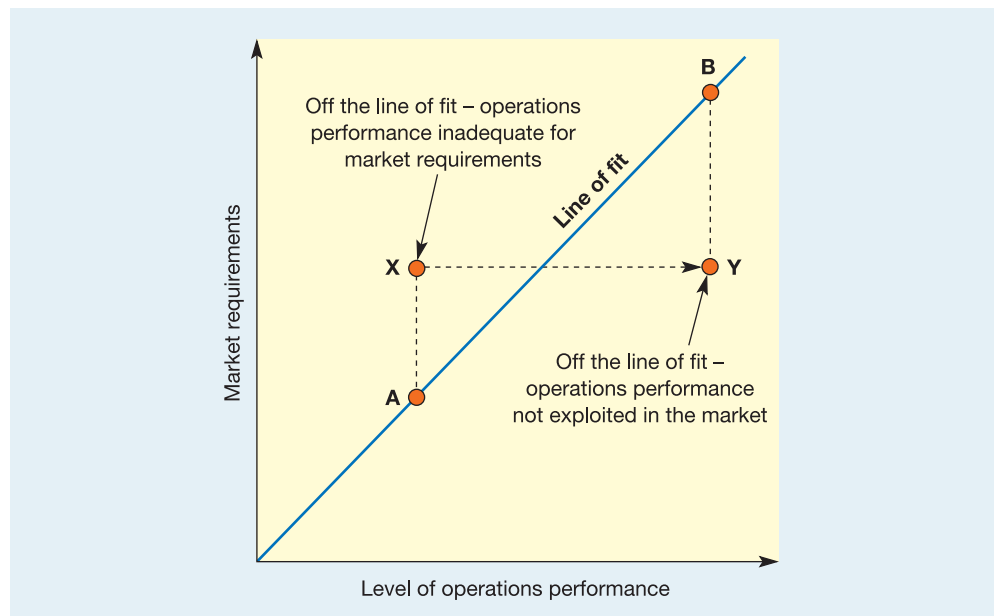 B
Off the line of fit – operations
performance inadequate for
market requirements
Line of fit
Market requirements
X
Y
A
Off the line of fit –
operations performance
not exploited in the market
Level of operations performance